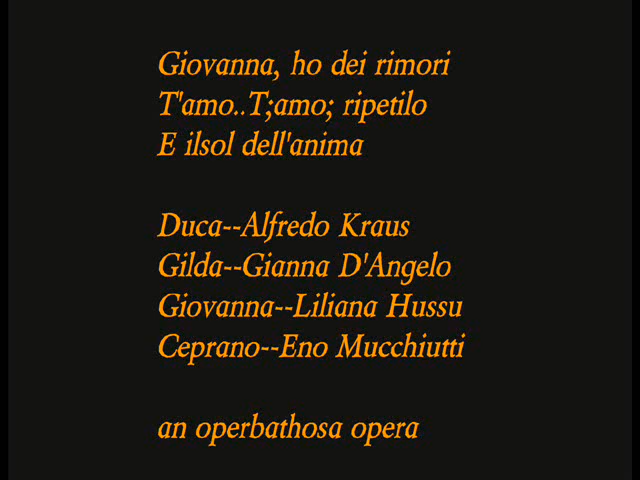 Giovanna, ho dei rimori
T'amo..T;amo; ripetilo
E ilsol dell'anima
Duca--Alfredo Kraus
Gilda--Gianna D'Angelo
Giovanna--Liliana Hussu
Ceprano--Eno Mucchiutti
an operbathosa opera